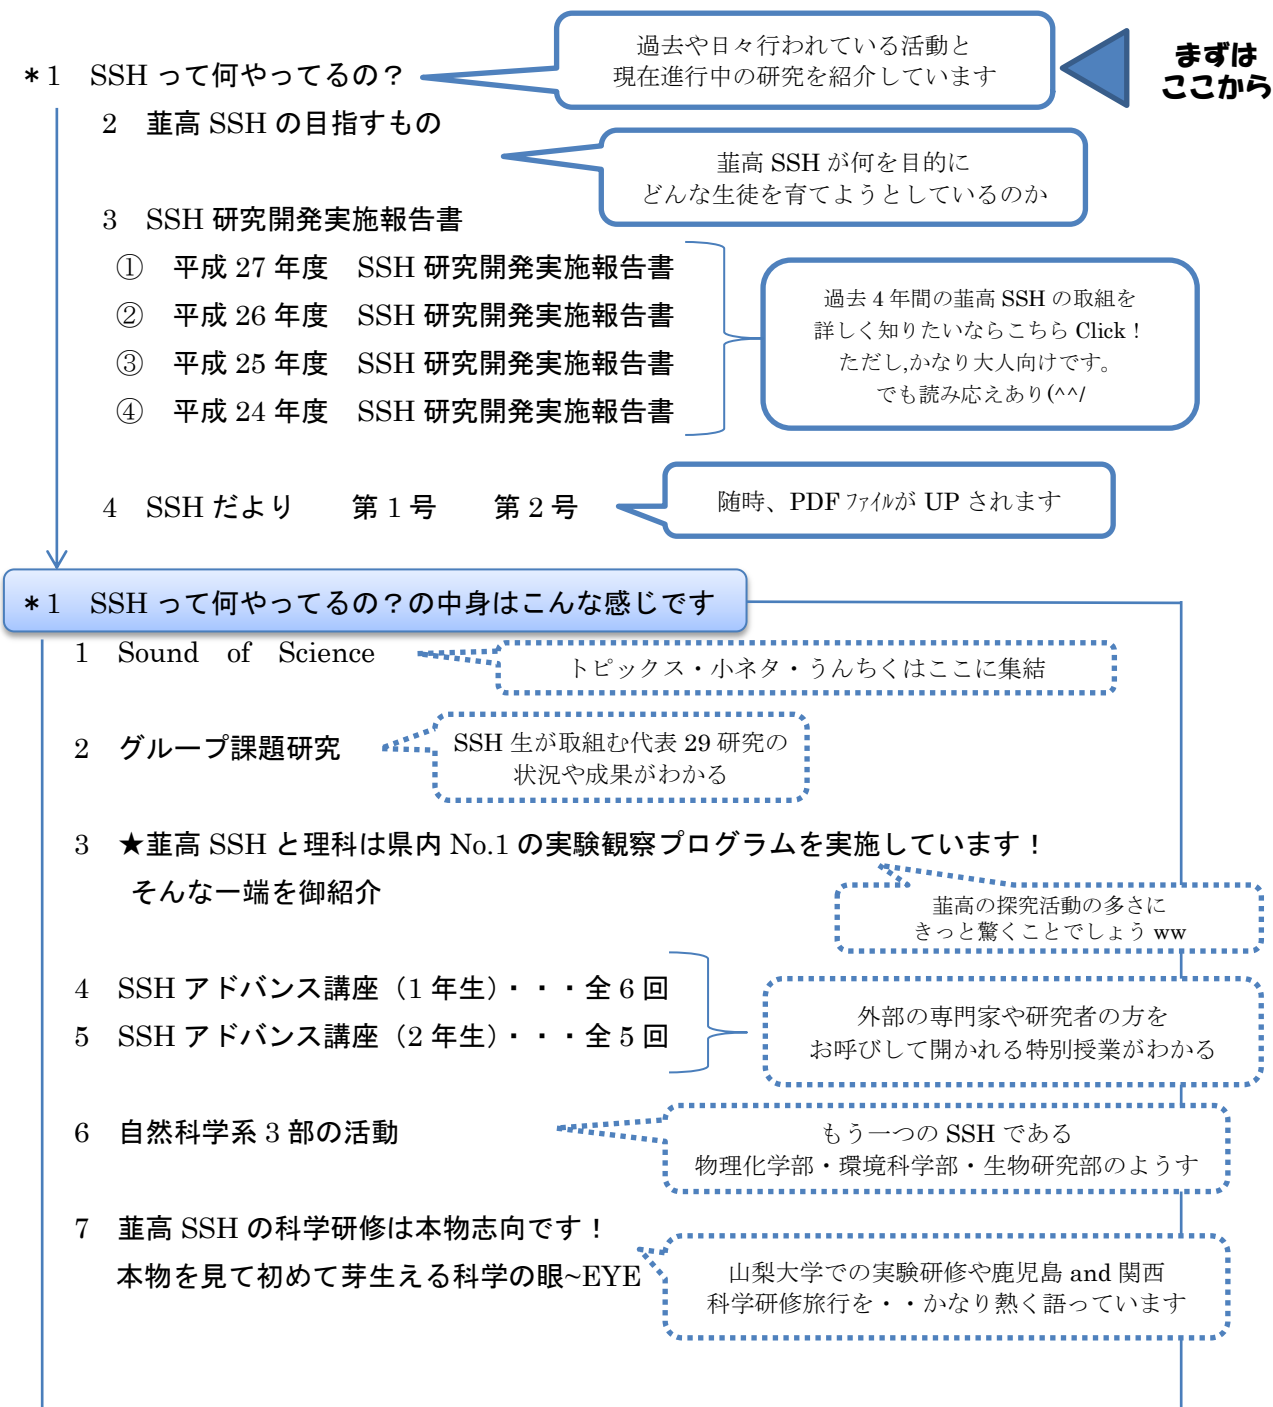 過去や日々行われている活動と
現在進行中の研究を紹介しています
まずは
ここから
*1 SSH って何やってるの？
2 韮高 SSH の目指すもの
韮高 SSH が何を目的に
どんな生徒を育てようとしているのか
3 SSH 研究開発実施報告書
① 平成 27 年度 SSH 研究開発実施報告書
② 平成 26 年度 SSH 研究開発実施報告書
③ 平成 25 年度 SSH 研究開発実施報告書
④ 平成 24 年度 SSH 研究開発実施報告書
過去 4 年間の韮高 SSH の取組を
詳しく知りたいならこちら Click！
ただし,かなり大人向けです。
でも読み応えあり(^^/
4 SSH だより 第 1 号 第 2 号
随時、PDF ﾌｧｲﾙが UP されます
*1 SSH って何やってるの？の中身はこんな感じです
1 Sound of Science
トピックス・小ネタ・うんちくはここに集結
2 グループ課題研究
SSH 生が取組む代表 29 研究の
状況や成果がわかる
3 ★韮高 SSH と理科は県内 No.1 の実験観察プログラムを実施しています！
そんな一端を御紹介
韮高の探究活動の多さに
きっと驚くことでしょう ww
4 SSH アドバンス講座（1 年生）・・・全 6 回
5 SSH アドバンス講座（2 年生）・・・全 5 回
外部の専門家や研究者の方を
お呼びして開かれる特別授業がわかる
6 自然科学系 3 部の活動
もう一つの SSH である
物理化学部・環境科学部・生物研究部のようす
7 韮高 SSH の科学研修は本物志向です！
本物を見て初めて芽生える科学の眼~EYE
山梨大学での実験研修や鹿児島 and 関西
科学研修旅行を・・かなり熱く語っています